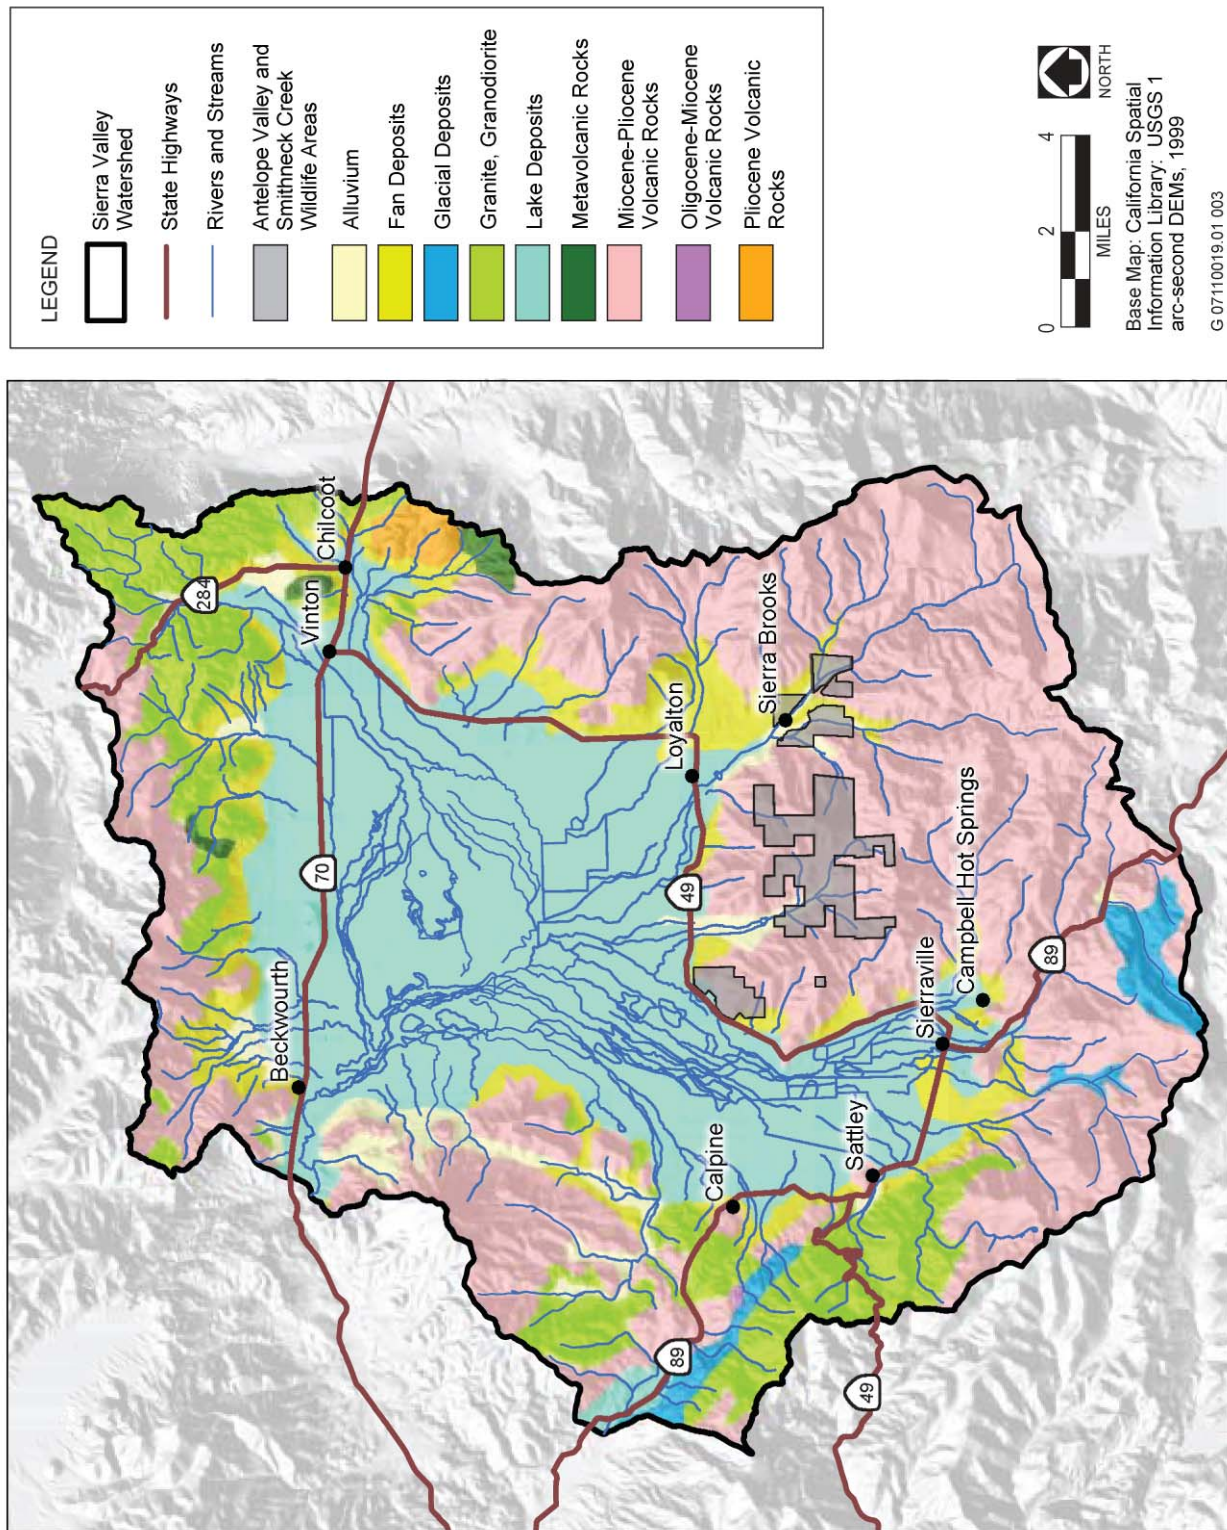 LEGEND
Sierra Valley
Watershed
State Highways
Rivers and Streams
Antelope Valley and
Smithneck Creek
Wildlife Areas
Alluvium
Fan Deposits
Glacial Deposits
Granite, Granodiorite
Lake Deposits
Metavolcanic Rocks
Miocene-Pliocene
Volcanic Rocks
Oligocene-Miocene
Volcanic Rocks
Pliocene Volcanic
Rocks
NORTH
0 2 4
MILES
Base Map: California Spatial
Information Library: USGS 1
arc-second DEMs, 1999
G 07110019.01 003
284
Chilcoot
Vinton
70
Beckwourth
Loyalton
49
Sierra Brooks
Calpine
Sattley
Sierraville
Campbell Hot Springs
89
89
49